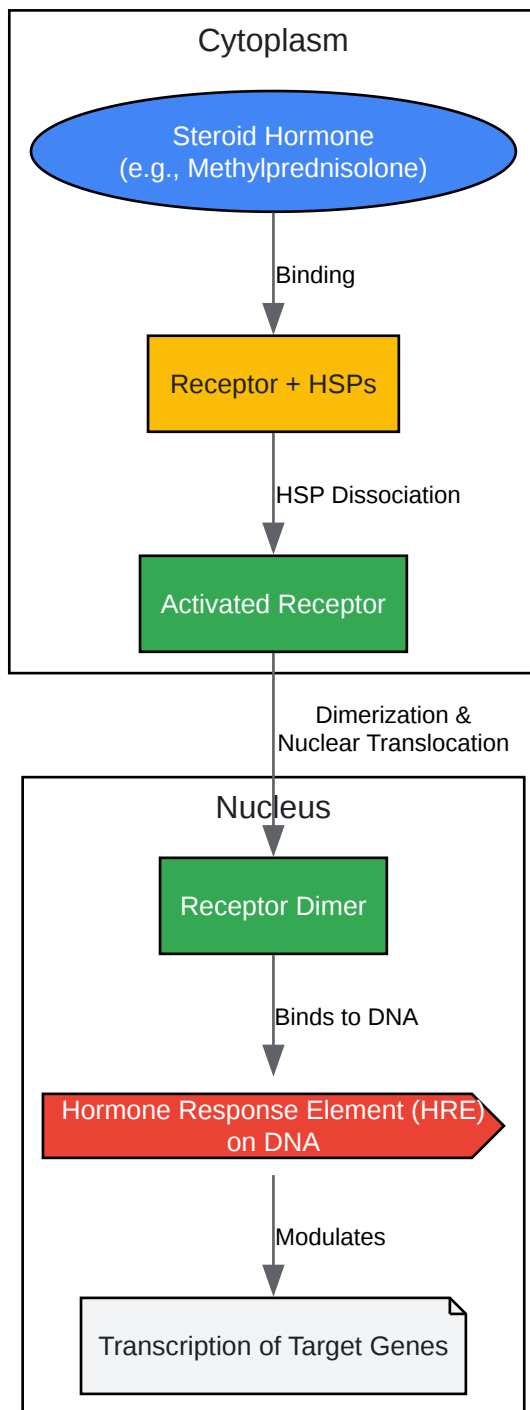 Cytoplasm
Steroid Hormone
(e.g., Methylprednisolone)
Binding
Receptor + HSPs
HSP Dissociation
Activated Receptor
Dimerization &
Nuclear Translocation
Nucleus
Receptor Dimer
Binds to DNA
Hormone Response Element (HRE)
on DNA
Modulates
Transcription of Target Genes